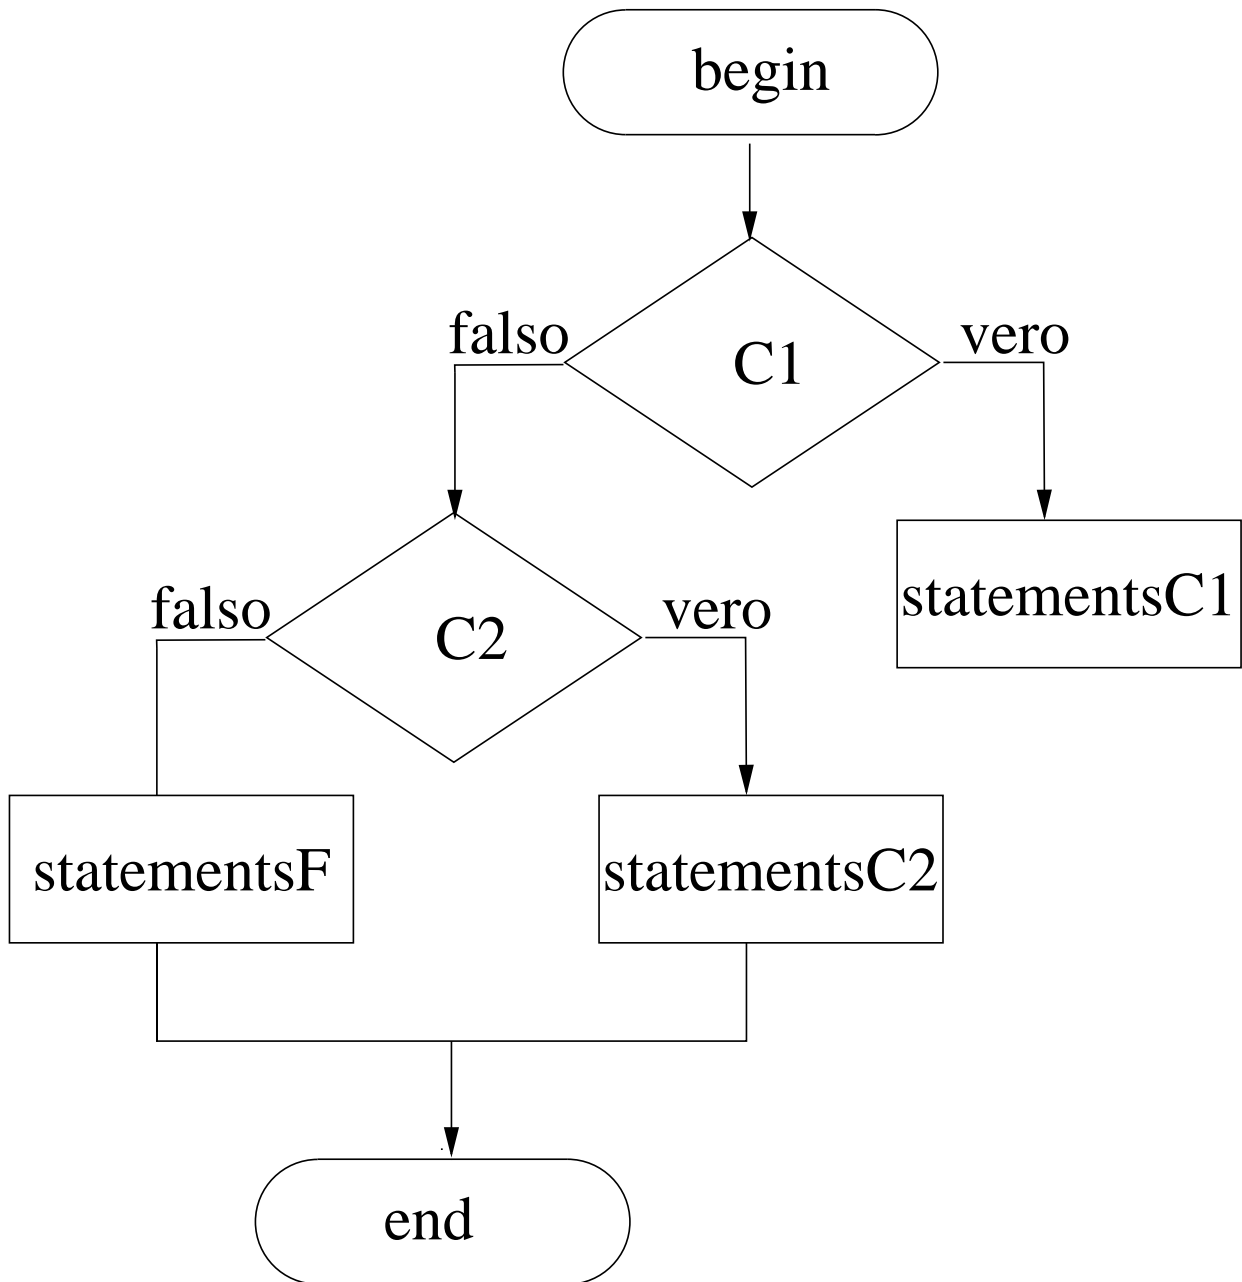 begin
falso
vero
C1
falso
vero
C2
statementsC1
statementsF
statementsC2
end